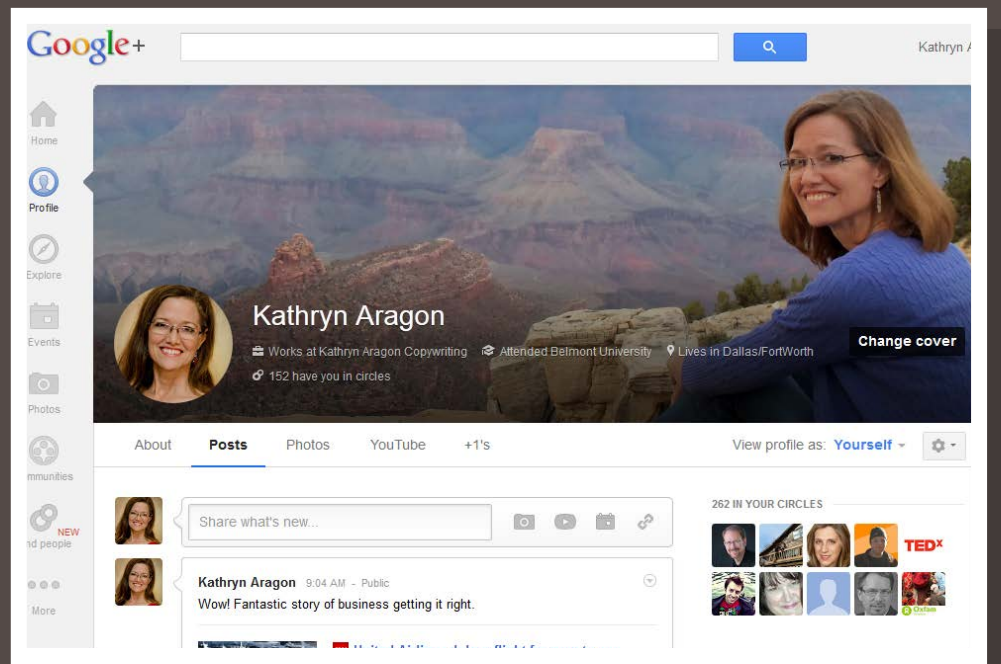 Google+
Kathryn A
Home
Profile
Explore
Events
Photos
mmunities
NEW
nd people
More
Kathryn Aragon
Works at Kathryn Aragon Copywriting Attended Belmont University Lives in Dallas/FortWorth
152 have you in circles
Change cover
About Posts Photos YouTube +1's
View profile as: Yourself
Share what's new...
Kathryn Aragon 9:04 AM - Public
Wow! Fantastic story of business getting it right.
262 IN YOUR CIRCLES
TEDx
Oxfam